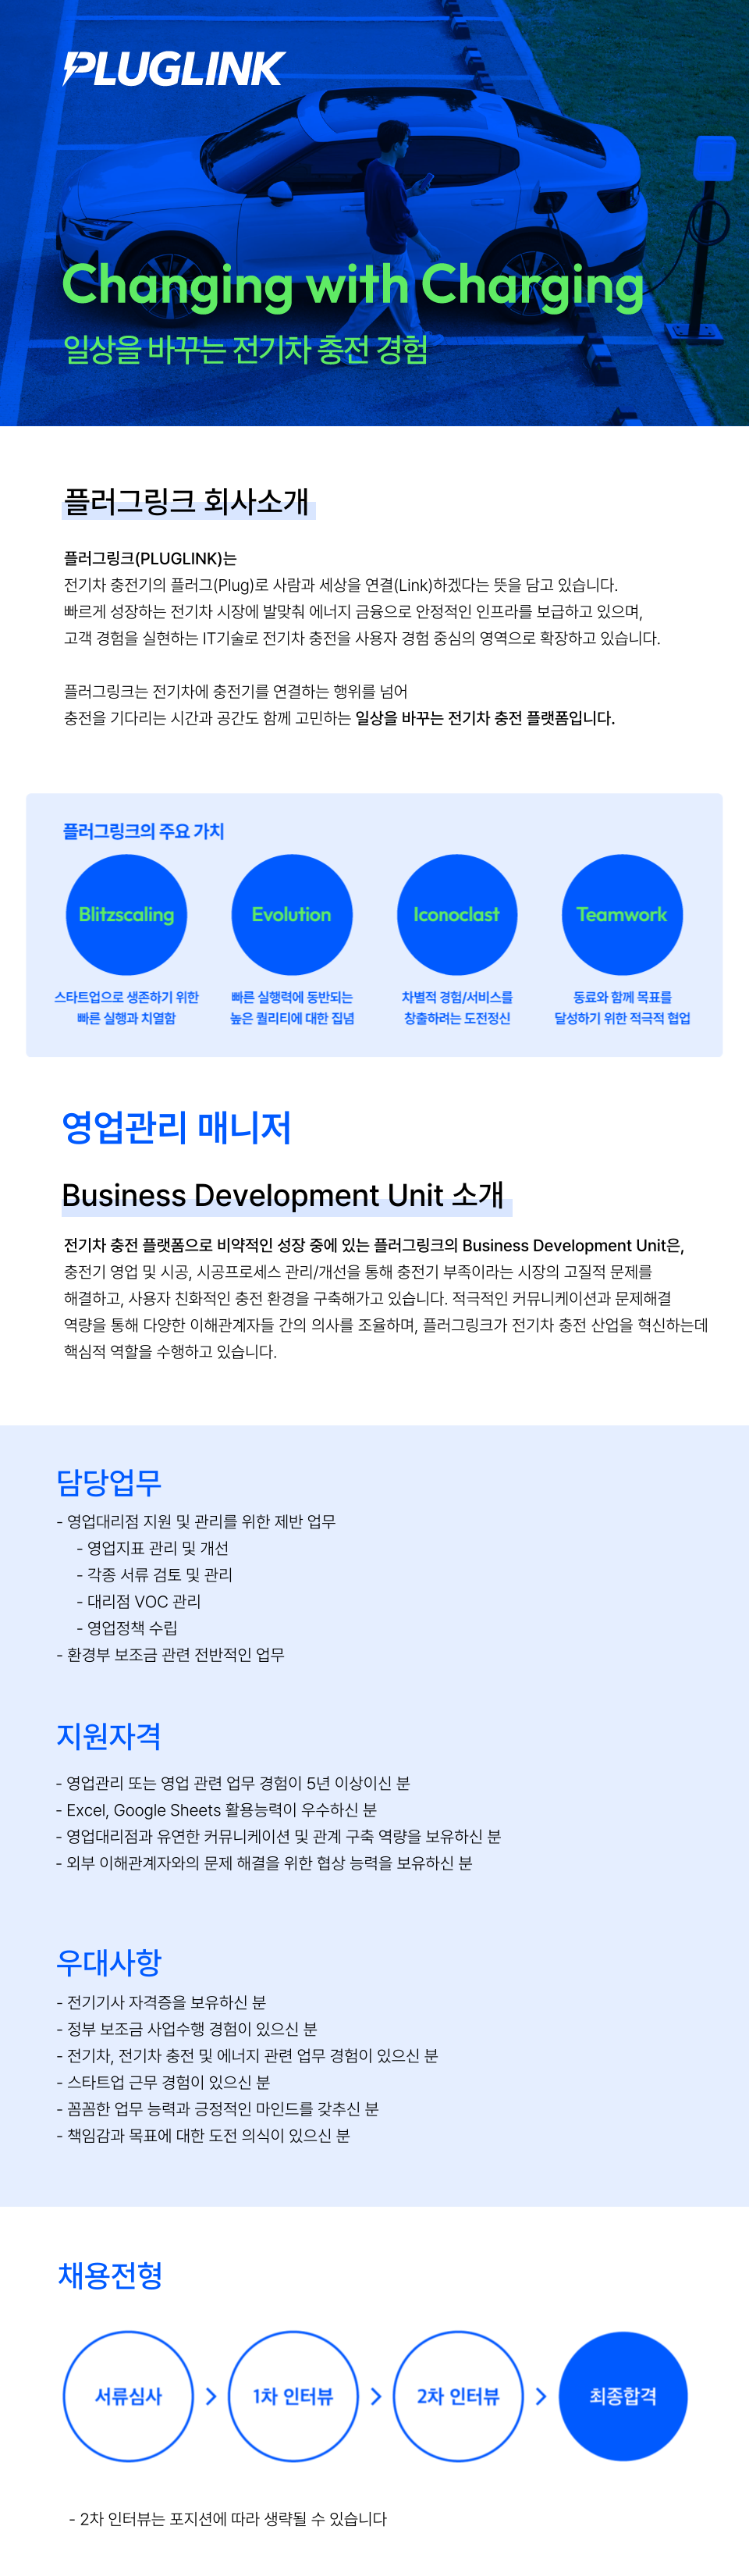 PLUGLINK
Changing with Charging
일상을 바꾸는 전기차 충전 경험
플러그링크 회사소개
플러그링크(PLUGLINK)는
전기차 충전기의 플러그(Plug)로 사람과 세상을 연결(Link)하겠다는 뜻을 담고 있습니다.
빠르게 성장하는 전기차 시장에 발맞춰 에너지 금융으로 안정적인 인프라를 보급하고 있으며,
고객 경험을 실현하는 IT기술로 전기차 충전을 사용자 경험 중심의 영역으로 확장하고 있습니다.
플러그링크는 전기차에 충전기를 연결하는 행위를 넘어
충전을 기다리는 시간과 공간도 함께 고민하는 일상을 바꾸는 전기차 충전 플랫폼입니다.
플러그링크의 주요 가치
Blitzscaling
스타트업으로 생존하기 위한
빠른 실행과 치열함
Evolution
빠른 실행력에 동반되는
높은 퀄리티에 대한 집념
Iconoclast
차별적 경험/서비스를
창출하려는 도전정신
Teamwork
동료와 함께 목표를
달성하기 위한 적극적 협업
영업관리 매니저
Business Development Unit 소개
전기차 충전 플랫폼으로 비약적인 성장 중에 있는 플러그링크의 Business Development Unit은,
충전기 영업 및 시공, 시공프로세스 관리/개선을 통해 충전기 부족이라는 시장의 고질적 문제를
해결하고, 사용자 친화적인 충전 환경을 구축해가고 있습니다. 적극적인 커뮤니케이션과 문제해결
역량을 통해 다양한 이해관계자들 간의 의사를 조율하며, 플러그링크가 전기차 충전 산업을 혁신하는데
핵심적 역할을 수행하고 있습니다.
담당업무
- 영업대리점 지원 및 관리를 위한 제반 업무
- 영업지표 관리 및 개선
- 각종 서류 검토 및 관리
- 대리점 VOC 관리
- 영업정책 수립
- 환경부 보조금 관련 전반적인 업무
지원자격
- 영업관리 또는 영업 관련 업무 경험이 5년 이상이신 분
- Excel, Google Sheets 활용능력이 우수하신 분
- 영업대리점과 유연한 커뮤니케이션 및 관계 구축 역량을 보유하신 분
- 외부 이해관계자와의 문제 해결을 위한 협상 능력을 보유하신 분
우대사항
- 전기기사 자격증을 보유하신 분
- 정부 보조금 사업수행 경험이 있으신 분
- 전기차, 전기차 충전 및 에너지 관련 업무 경험이 있으신 분
- 스타트업 근무 경험이 있으신 분
- 꼼꼼한 업무 능력과 긍정적인 마인드를 갖추신 분
- 책임감과 목표에 대한 도전 의식이 있으신 분
채용전형
서류심사 > 1차 인터뷰 > 2차 인터뷰 > 최종합격
- 2차 인터뷰는 포지션에 따라 생략될 수 있습니다